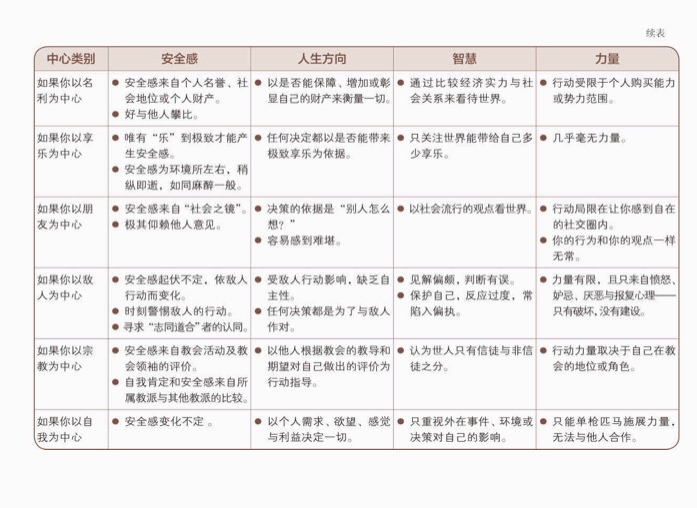 续表
中心类别 安全感 人生方向 智慧 力量
如果你以名
利为中心
● 安全感来自个人名誉、社
会地位或个人财产。
● 好与他人攀比。
● 以是否能保障、增加或彰
显自己的财产来衡量一切。
● 通过比较经济实力与社
会关系来看待世界。
● 行动受限于个人购买能力
或势力范围。
如果你以享
乐为中心
● 唯有“乐”到极致才能产
生安全感。
● 安全感为环境所左右，稍
纵即逝，如同麻醉一般。
● 任何决定都以是否能带来
极致享乐为依据。
● 只关注世界能带给自己多
少享乐。
● 几乎毫无力量。
如果你以朋
友为中心
● 安全感来自“社会之镜”。
● 极其仰赖他人意见。
● 决策的依据是“别人怎么
想？”
● 容易感到难堪。
● 以社会流行的观点看世界。
● 行动局限在让你感到自在
的社交圈内。
● 你的行为和你的观点一样
无常。
如果你以敌
人为中心
● 安全感起伏不定，依敌人
行动而变化。
● 时刻警惕敌人的行动。
● 寻求“志同道合”者的认同。
● 受敌人行动影响，缺乏自
主性。
● 任何决策都是为了与敌人
作对。
● 见解偏颇，判断有误。
● 保护自己，反应过度，常
陷入偏执。
● 力量有限，且只来自愤怒、
妒忌、厌恶与报复心理——
只有破坏，没有建设。
如果你以宗
教为中心
● 安全感来自教会活动及教
会领袖的评价。
● 自我肯定和安全感来自所
属教派与其他教派的比较。
● 以他人根据教会的教导和
期望对自己做出的评价为
行动指导。
● 认为世人只有信徒与非信
徒之分。
● 行动力量取决于自己在教
会的地位或角色。
如果你以自
我为中心
● 安全感变化不定 。
● 以个人需求、欲望、感觉
与利益决定一切。
● 只重视外在事件、环境或
决策对自己的影响。
● 只能单枪匹马施展力量，
无法与他人合作。